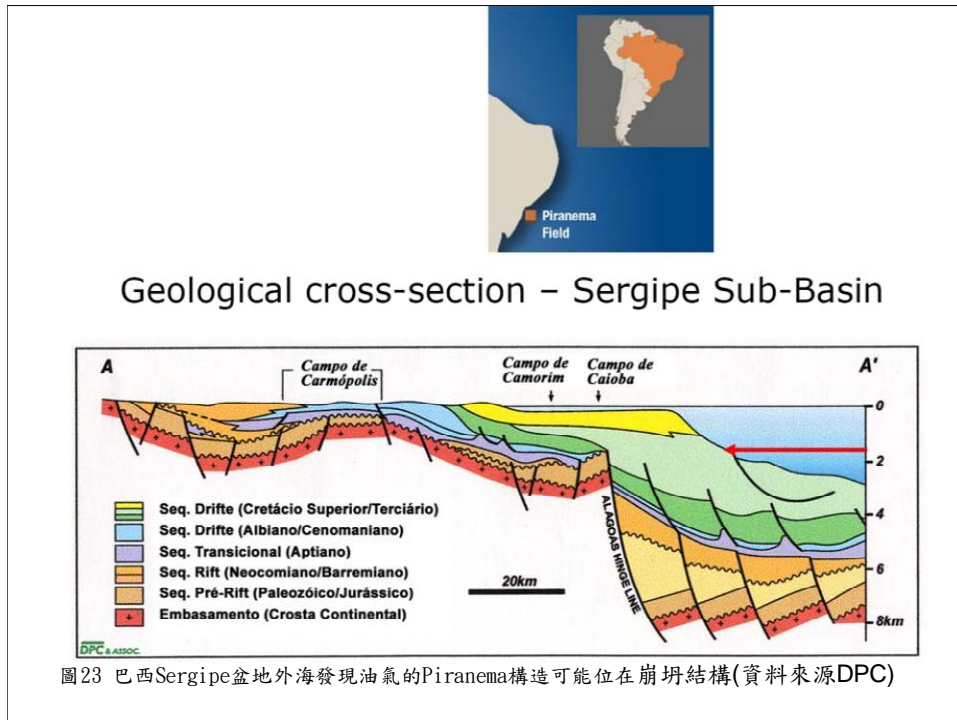 Piranema
Field
Geological cross-section – Sergipe Sub-Basin
A
Campo de
Carmópolis
Campo de
Camorim
Campo de
Caioba
A'
0
2
4
6
8km
Seq. Drifte (Cretácio Superior/Terciário)
Seq. Drifte (Albiano/Cenomaniano)
Seq. Transicional (Aptiano)
Seq. Rift (Neocomiano/Barremiano)
Seq. Pré-Rift (Paleozóico/Jurássico)
Embasamento (Crosta Continental)
20km
ALAGOAS HINGE LINE
DPC & ASSOC.
圖23 巴西Sergipe盆地外海發現油氣的Piranema構造可能位在崩坍結構(資料來源DPC)